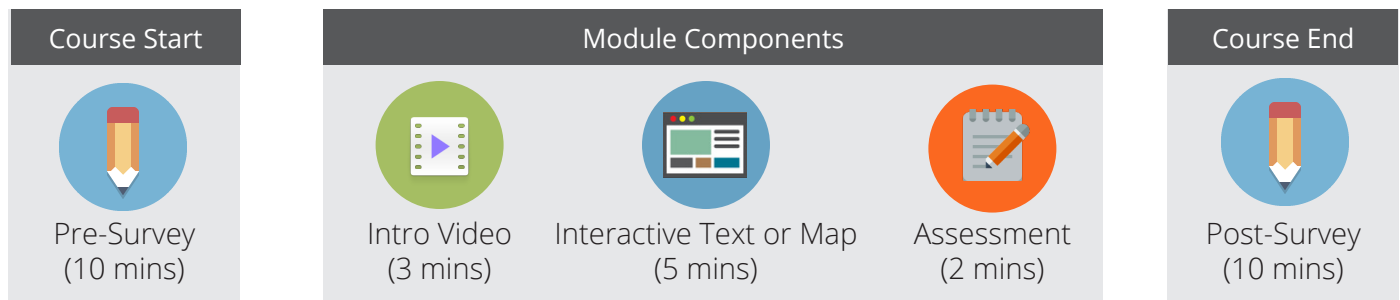 Course Start
Pre-Survey
(10 mins)
Module Components
Intro Video
(3 mins)
Interactive Text or Map
(5 mins)
Assessment
(2 mins)
Course End
Post-Survey
(10 mins)